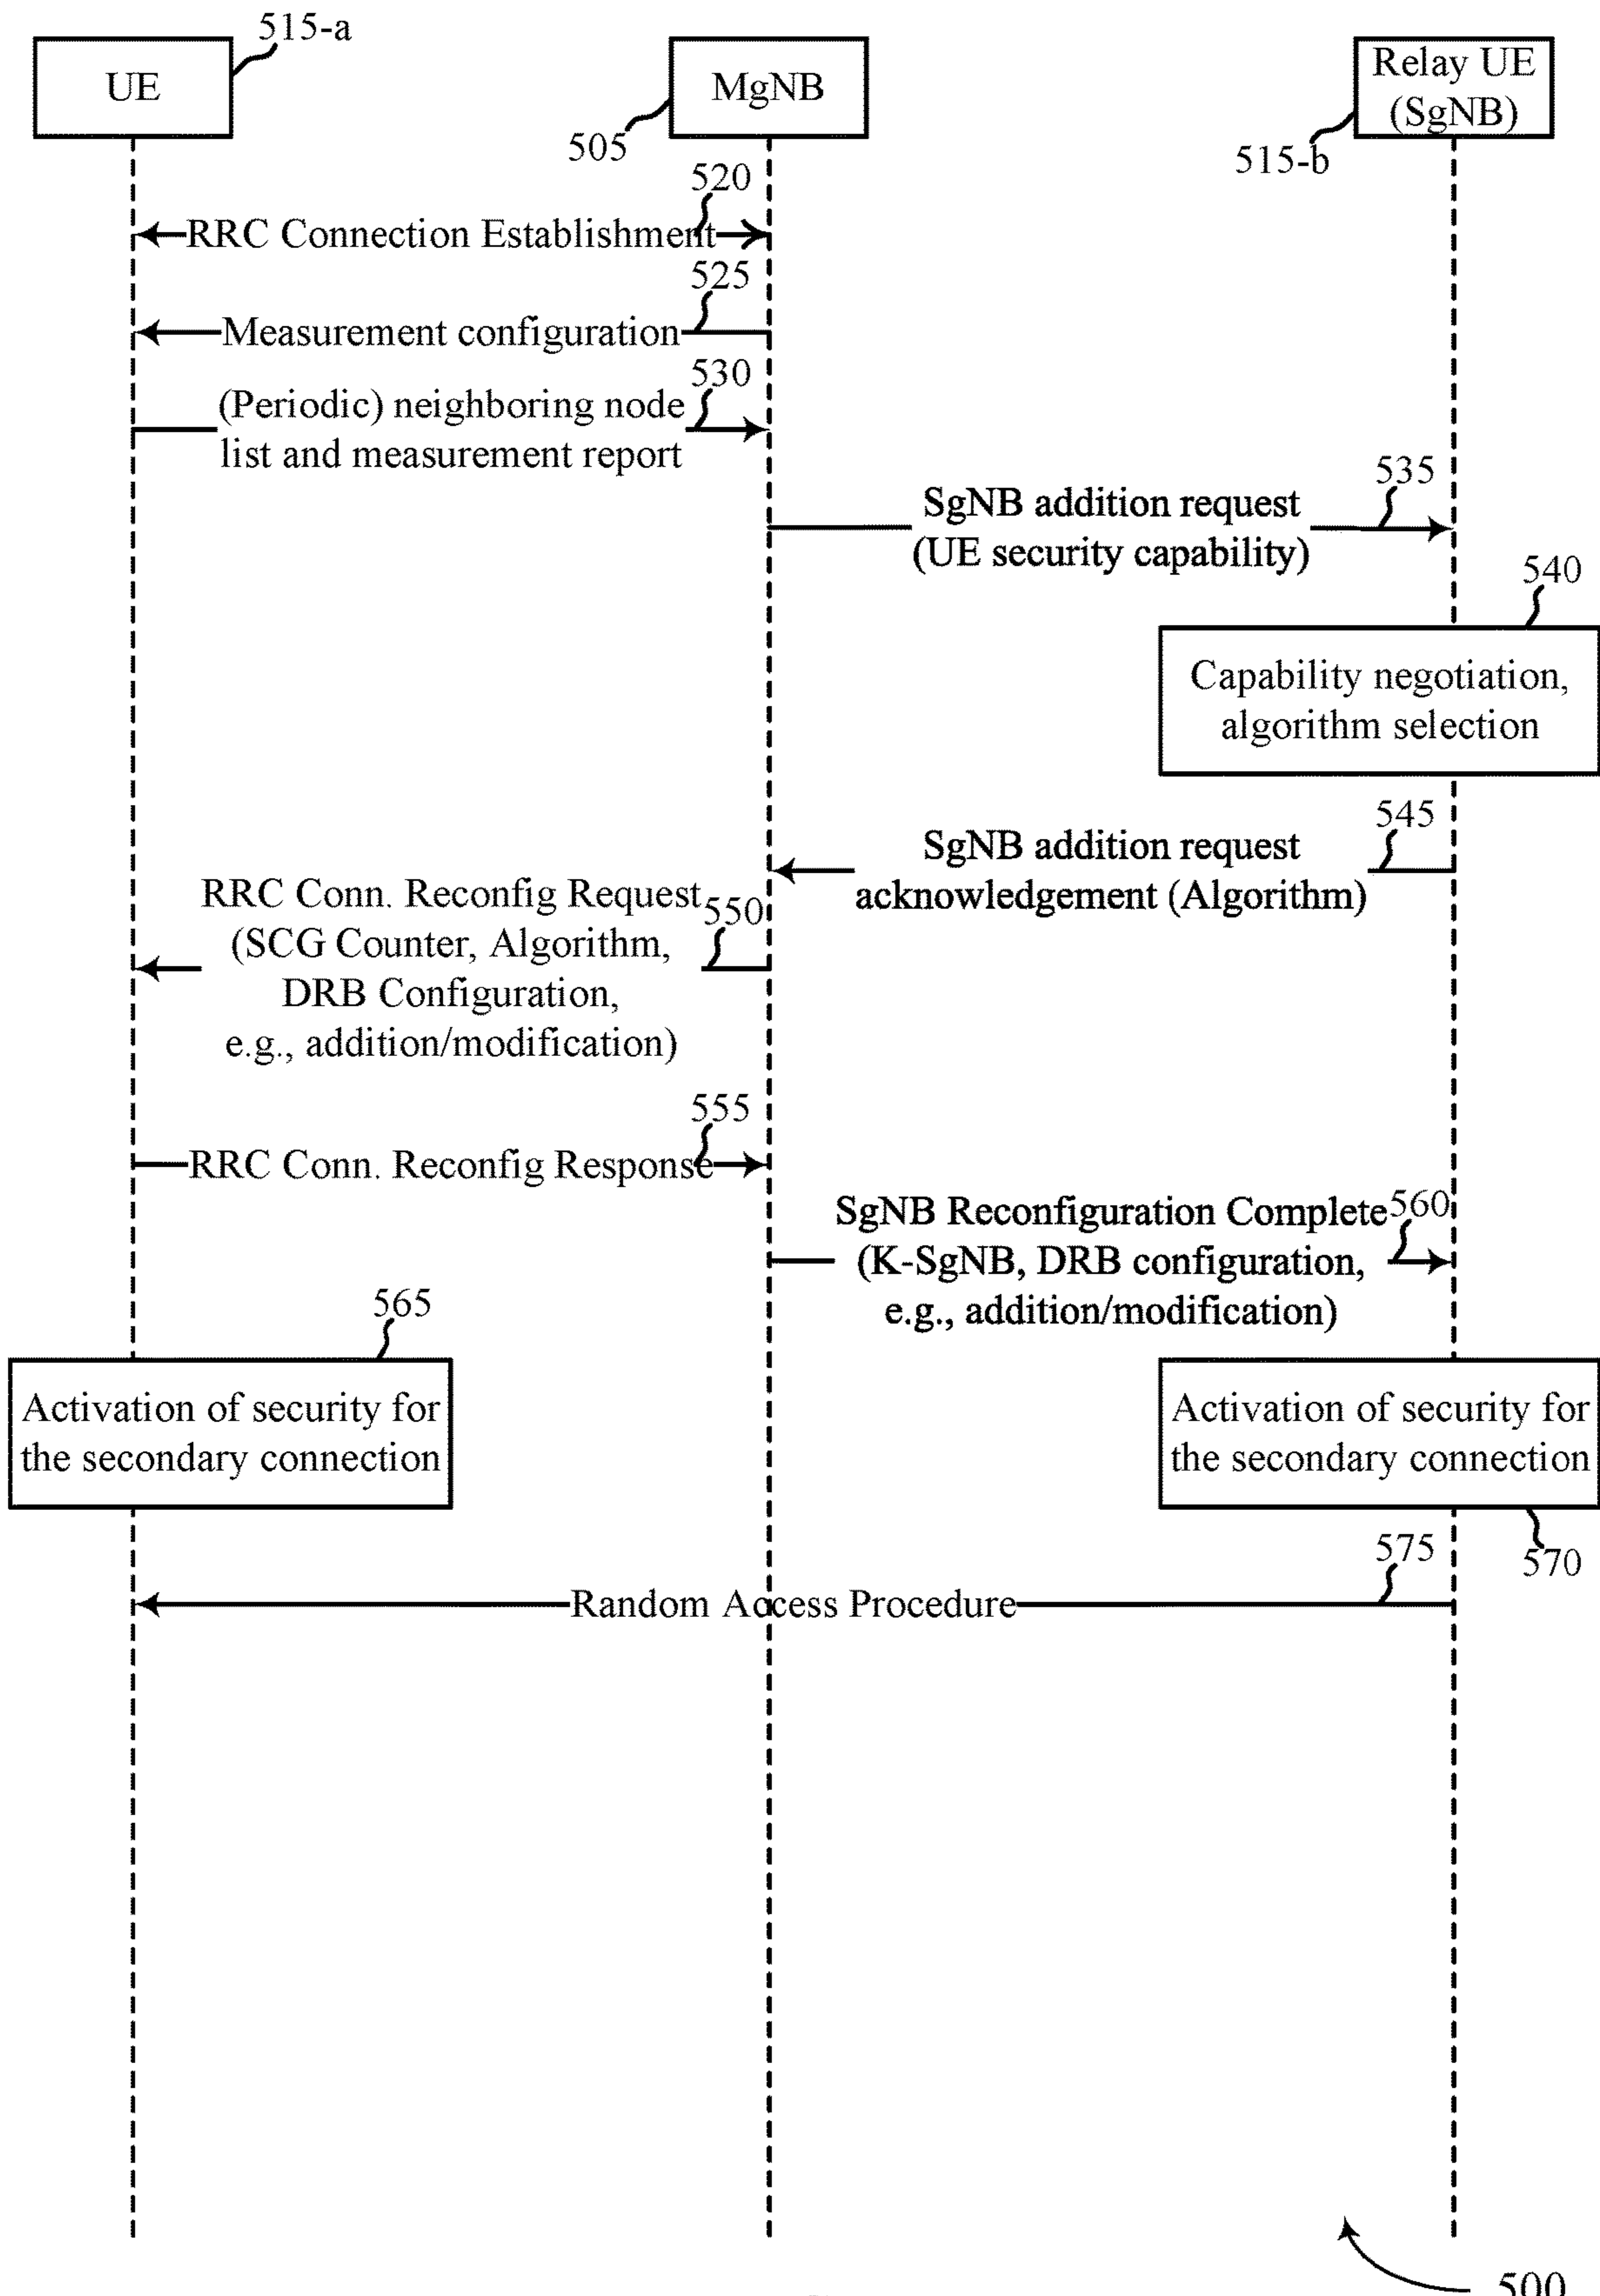 515-a
UE
MgNB
Relay UE
(SgNB)
505
515-b
520
RRC Connection Establishment
525
Measurement configuration
530
(Periodic) neighboring node
list and measurement report
535
SgNB addition request
(UE security capability)
540
Capability negotiation,
algorithm selection
545
SgNB addition request
acknowledgement (Algorithm)
550
RRC Conn. Reconfig Request
(SCG Counter, Algorithm,
DRB Configuration,
e.g., addition/modification)
555
RRC Conn. Reconfig Response
560
SgNB Reconfiguration Complete
(K-SgNB, DRB configuration,
e.g., addition/modification)
565
Activation of security for
the secondary connection
Activation of security for
the secondary connection
570
575
Random Access Procedure
500